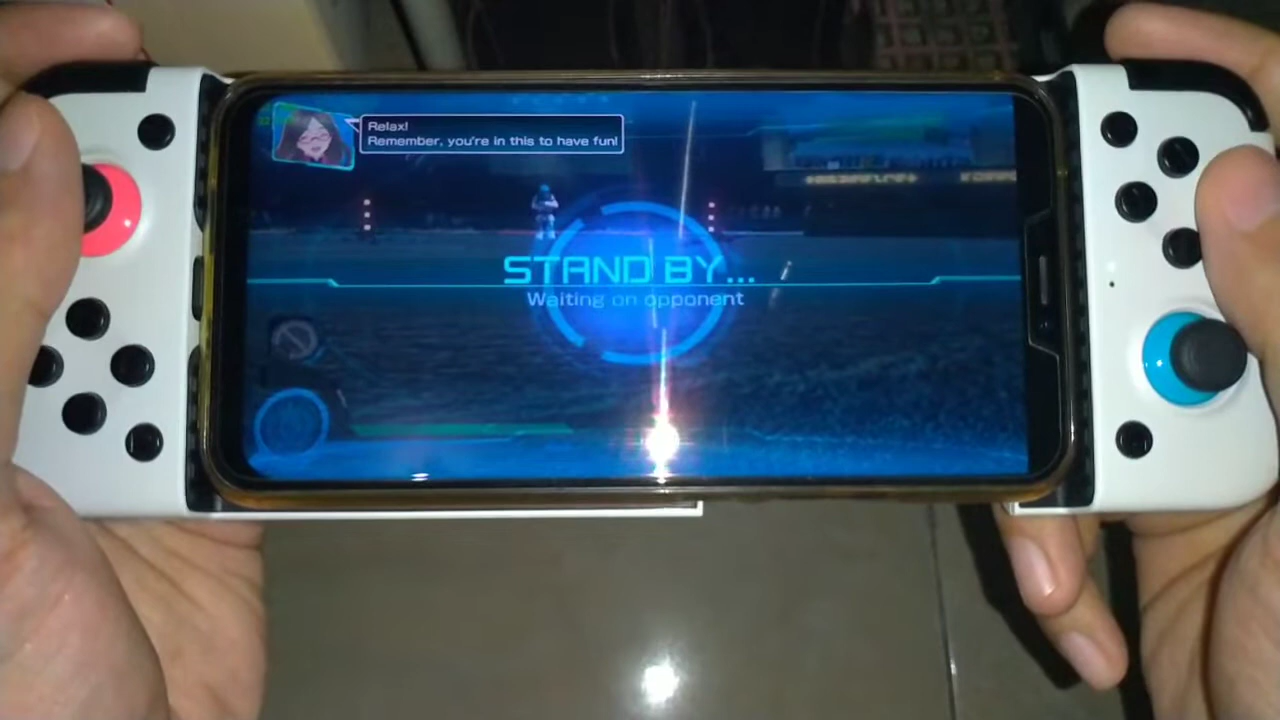 Relax!
Remember, you're in this to have fun!
STAND BY...
Waiting on opponent